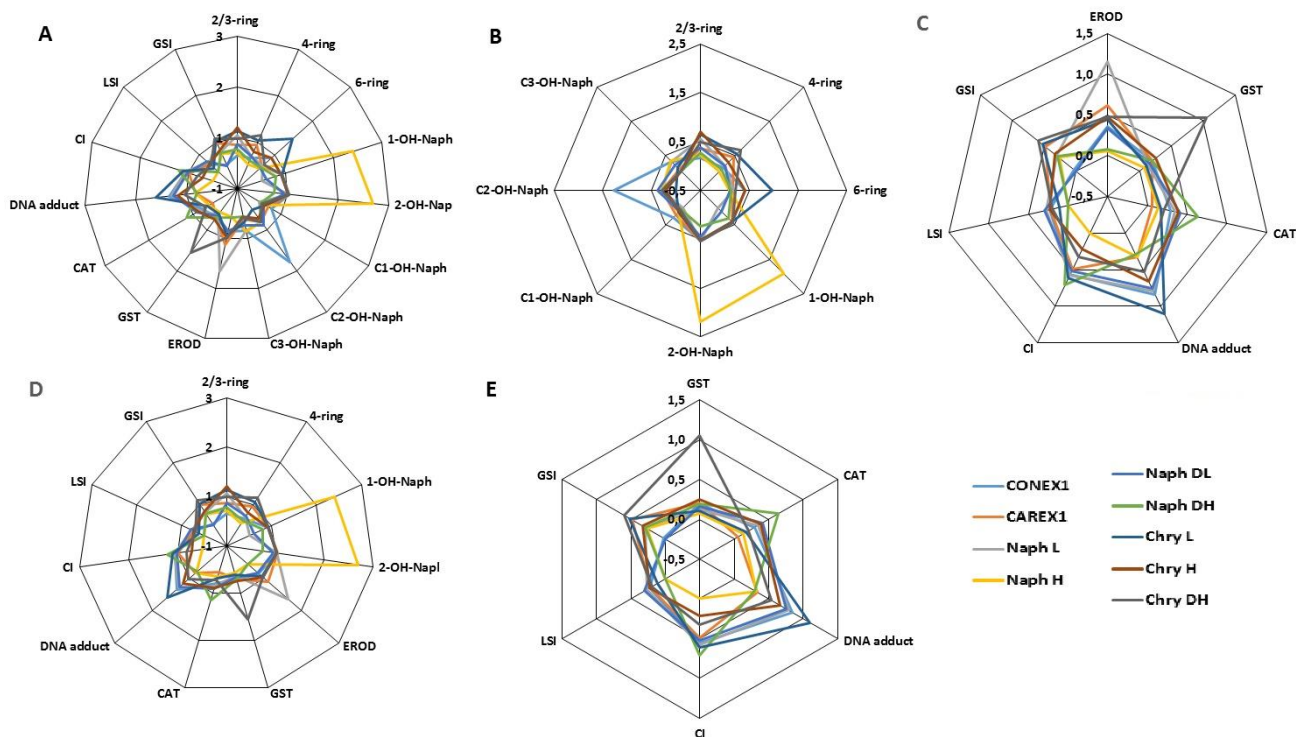 A
2/3-ring
3
4-ring
6-ring
1-OH-Naph
2-OH-Nap
C1-OH-Naph
C2-OH-Naph
C3-OH-Naph
EROD
GST
CAT
DNA adduct
CI
LSI
GSI
2
1
-1
B
2/3-ring
2,5
4-ring
6-ring
1-OH-Naph
2-OH-Naph
C1-OH-Naph
C2-OH-Naph
C3-OH-Naph
1,5
0,5
-0,5
C
EROD
1,5
GST
CAT
DNA adduct
CI
LSI
GSI
1,0
0,5
0,0
-0,5
D
2/3-ring
3
4-ring
1-OH-Naph
2-OH-Napl
EROD
GST
CAT
DNA adduct
CI
LSI
GSI
2
1
-1
E
GST
1,5
CAT
DNA adduct
CI
LSI
GSI
1,0
0,5
0,0
-0,5
CONEX1
CAREX1
Naph L
Naph H
Naph DL
Naph DH
Chry L
Chry H
Chry DH